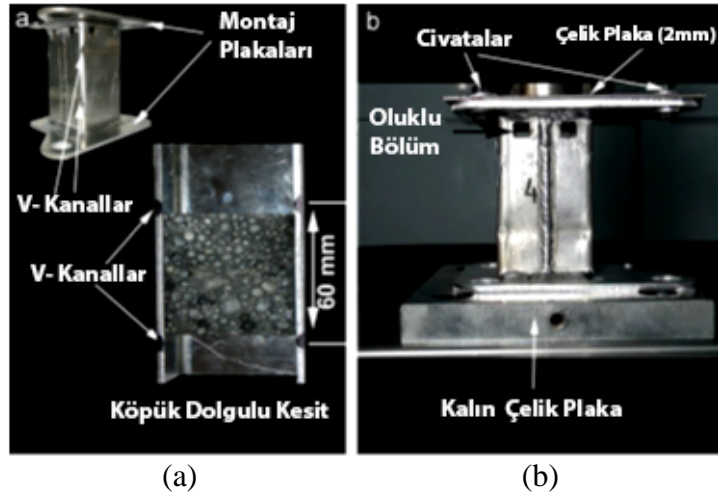 a
Montaj
Plakaları
V- Kanallar
V- Kanallar
60 mm
Köpük Dolgulu Kesit
b
Civatalar
Çelik Plaka (2mm)
Oluklu
Bölüm
4
Kalın Çelik Plaka
(a)
(b)